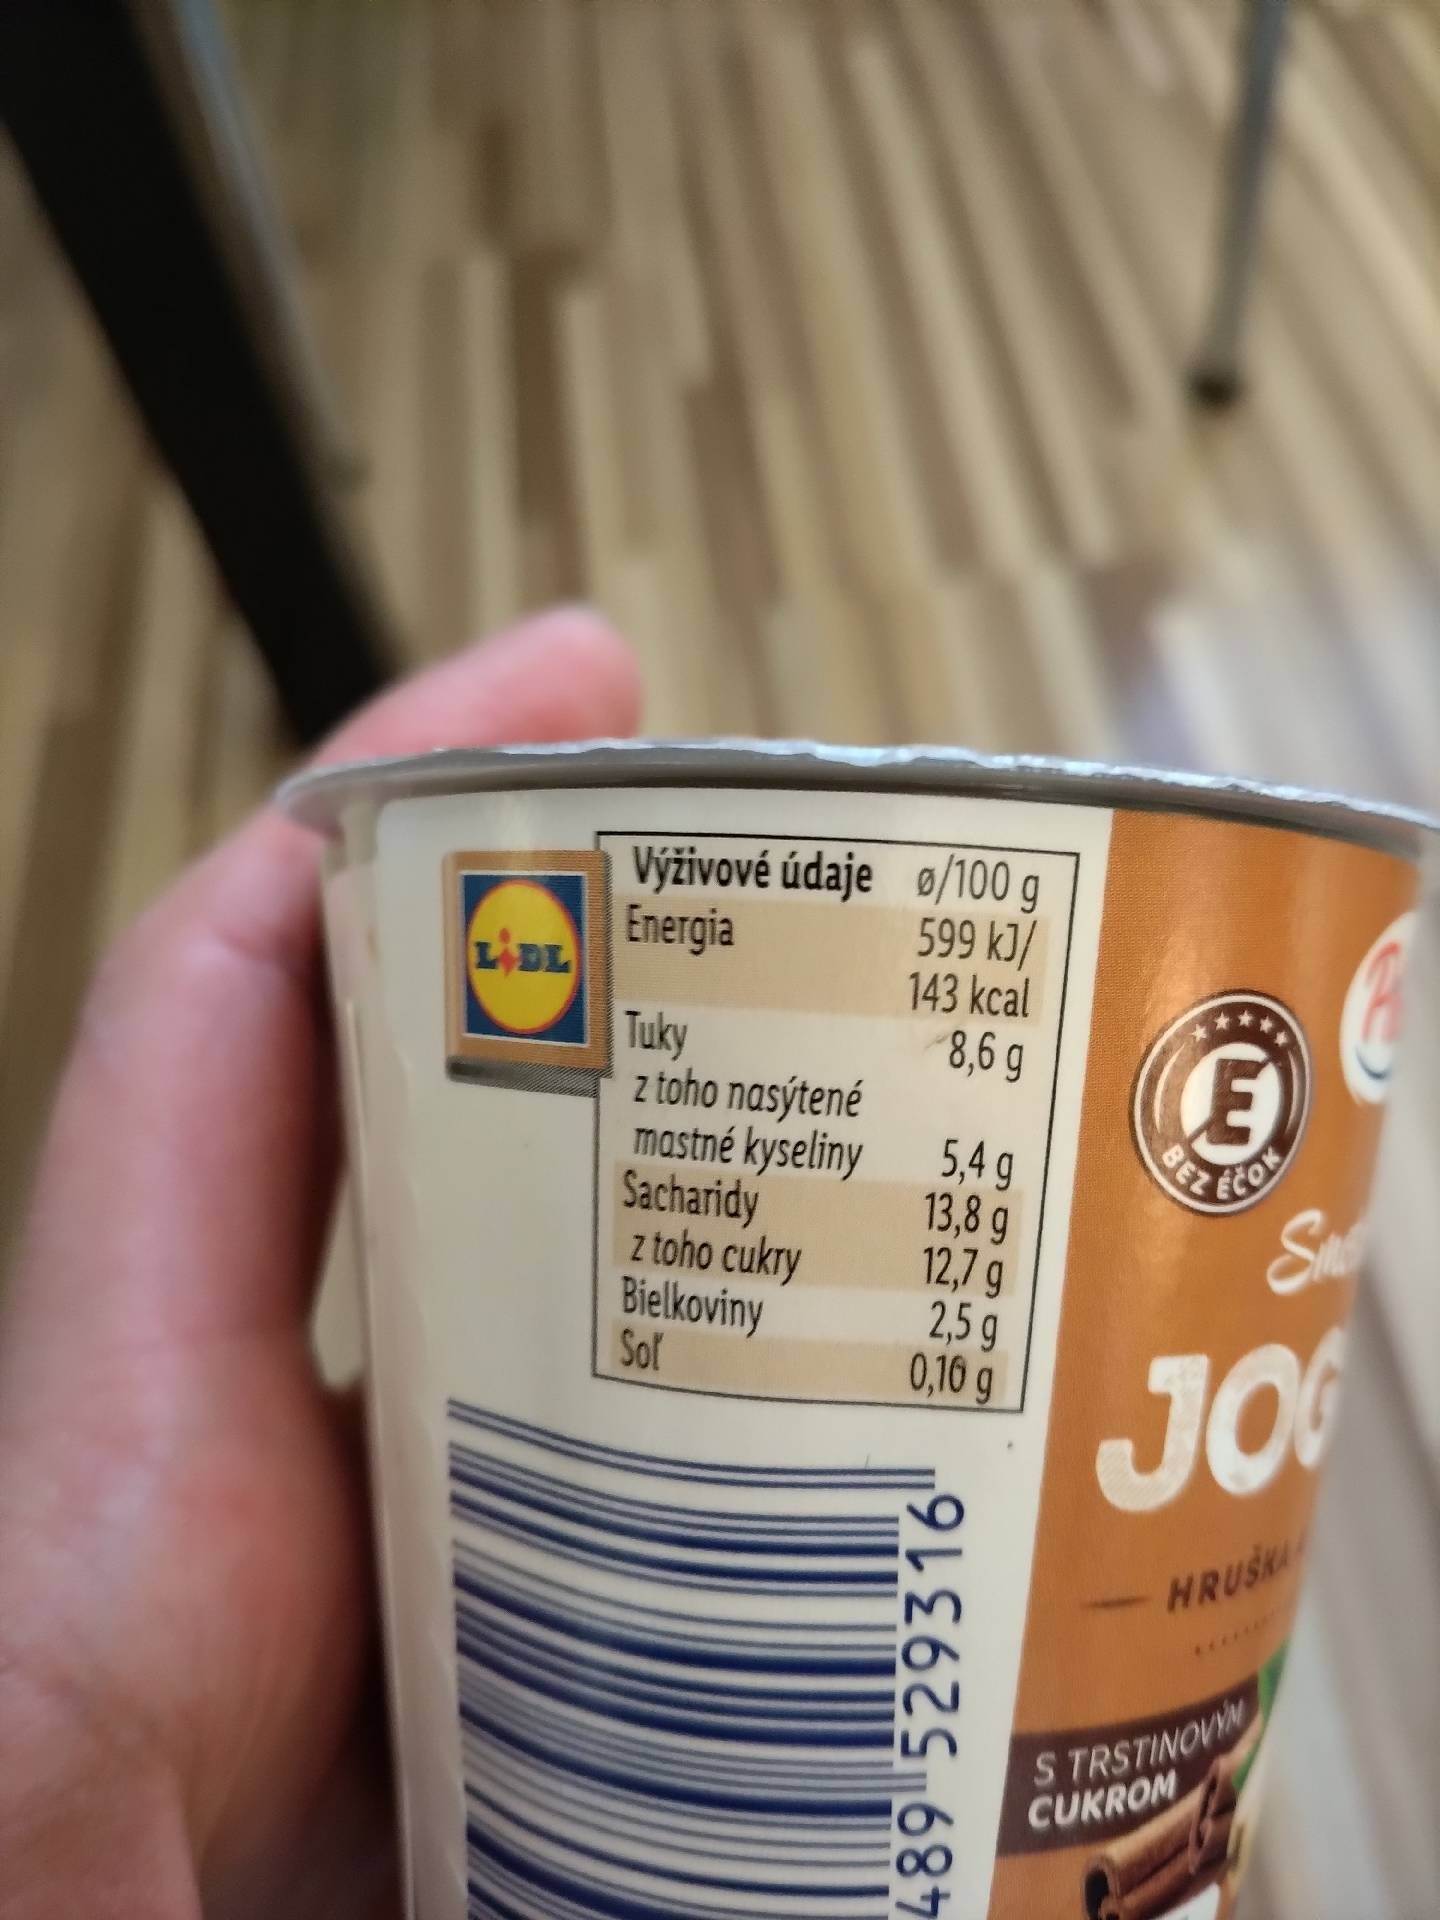 LIDL
Výživové údaje ø/100 g
Energia 599 kJ/
143 kcal
Tuky 8,6 g
z toho nasýtené
mastné kyseliny 5,4 g
Sacharidy 13,8 g
z toho cukry 12,7 g
Bielkoviny 2,5 g
Soľ 0,10 g
489 529316
E
BEZ ÉČOK
JOG
HRUŠKA
S TRSTINOVÝM
CUKROM